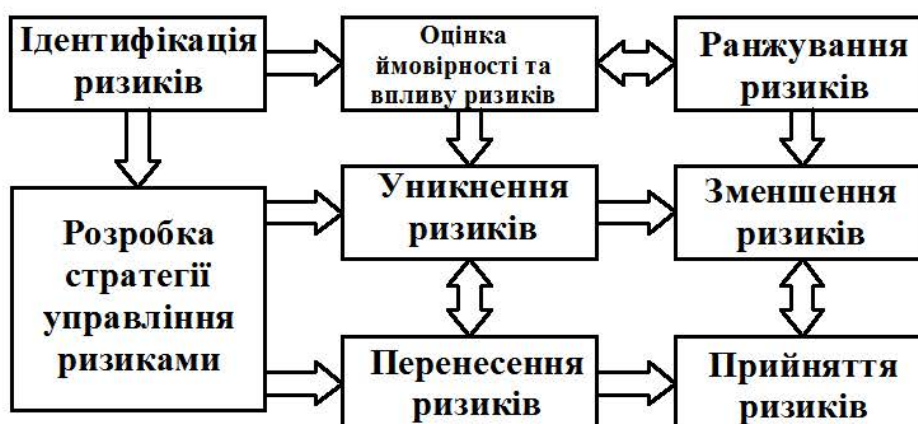 Ідентифікація
ризиків
Оцінка
ймовірності та
впливу ризиків
Ранжування
ризиків
Розробка
стратегії
управління
ризиками
Уникнення
ризиків
Зменшення
ризиків
Перенесення
ризиків
Прийняття
ризиків